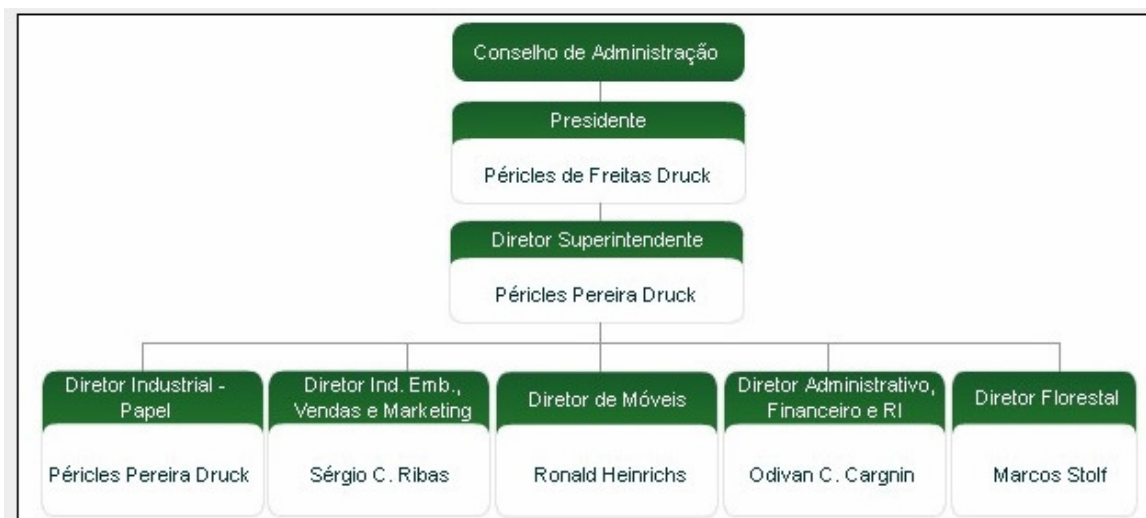 Conselho de Administração
Presidente
Péricles de Freitas Druck
Diretor Superintendente
Péricles Pereira Druck
Diretor Industrial -
Papel
Péricles Pereira Druck
Diretor Ind. Emb.,
Vendas e Marketing
Sérgio C. Ribas
Diretor de Móveis
Ronald Heinrichs
Diretor Administrativo,
Financeiro e RI
Odivan C. Cargnin
Diretor Florestal
Marcos Stolf